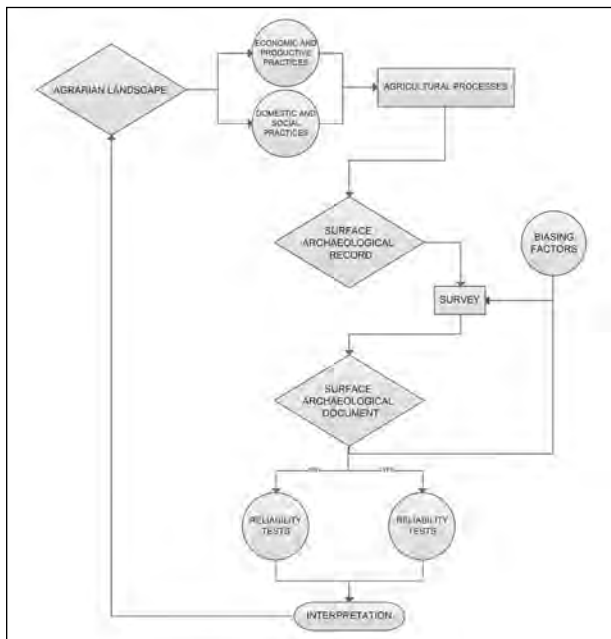 ECONOMIC AND
PRODUCTIVE
PRACTICES
AGRARIAN LANDSCAPE
AGRICULTURAL PROCESSES
DOMESTIC AND
SOCIAL
PRACTICES
SURFACE
ARCHAEOLOGICAL
RECORD
BIASING
FACTORS
SURVEY
SURFACE
ARCHAEOLOGICAL
DOCUMENT
RELIABILITY
TESTS
RELIABILITY
TESTS
INTERPRETATION